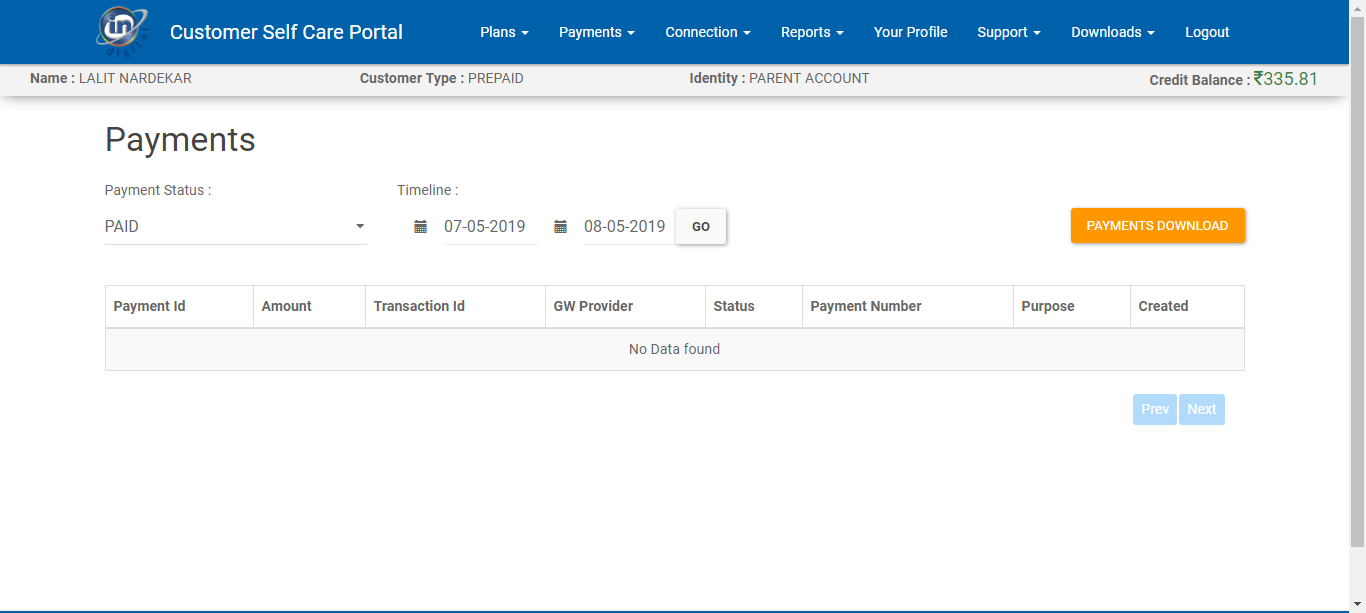 in
digital
Customer Self Care Portal
Plans Payments Connection Reports Your Profile Support Downloads Logout
Name : LALIT NARDEKAR Customer Type : PREPAID Identity : PARENT ACCOUNT Credit Balance : ₹335.81
Payments
Payment Status : Timeline :
PAID 07-05-2019 08-05-2019 GO PAYMENTS DOWNLOAD
Payment Id Amount Transaction Id GW Provider Status Payment Number Purpose Created
No Data found
Prev Next